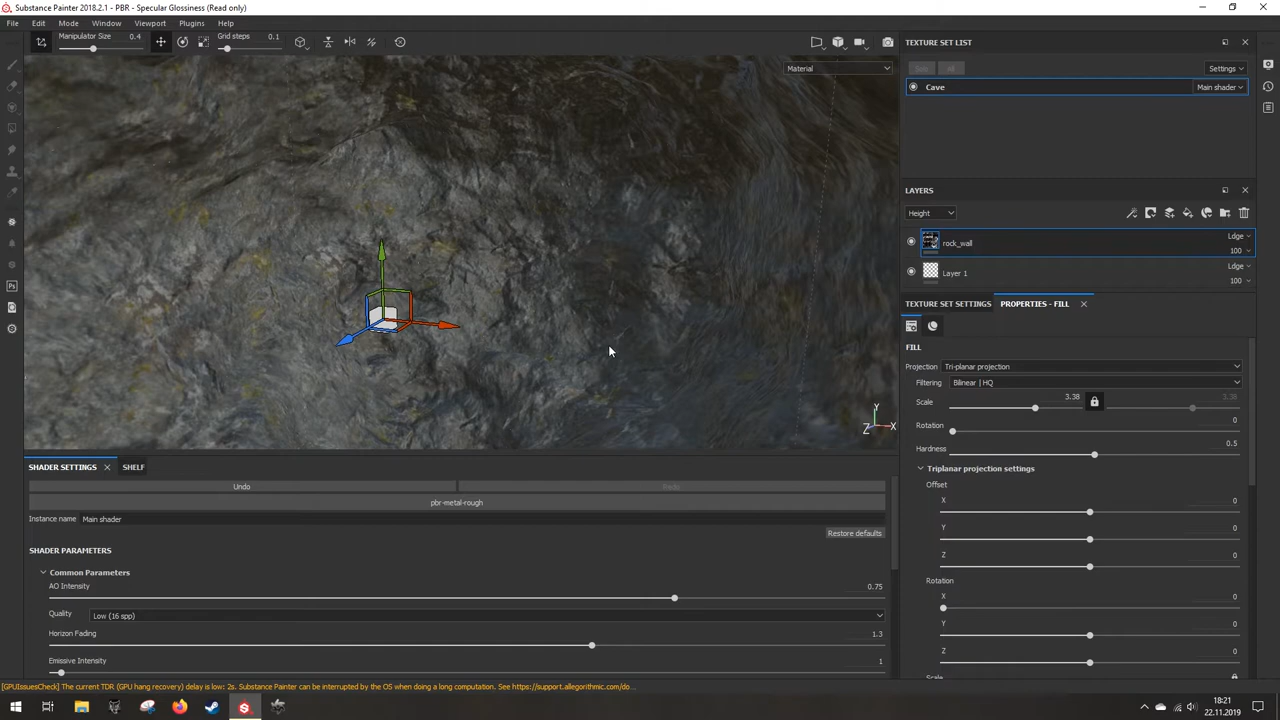 Substance Painter 2018.2.1 - PBR - Specular Glossiness (Read only)
File Edit Mode Window Viewport Plugins Help
Manipulator Size 0.4 Grid steps 0.1
Material
Y
Z X
TEXTURE SET LIST
Solo All Settings
Cave Main shader
LAYERS
Height
rock_wall Ldge
100
Layer 1 Ldge
100
TEXTURE SET SETTINGS PROPERTIES - FILL
FILL
Projection Tri-planar projection
Filtering Bilinear | HQ
Scale 3.38 3.38
Rotation 0
Hardness 0.5
Triplanar projection settings
Offset
X 0
Y 0
Z 0
Rotation
X 0
Y 0
Z 0
Scale
Ps
SHADER SETTINGS SHELF
Undo Redo
pbr-metal-rough
Instance name Main shader
Restore defaults
SHADER PARAMETERS
Common Parameters
AO Intensity 0.75
Quality Low (16 spp)
Horizon Fading 1.3
Emissive Intensity 1
[GPUIssuesCheck] The current TDR (GPU hang recovery) delay is low: 2s. Substance Painter can be interrupted by the OS when doing a long computation. See https://support.allegorithmic.com/do...
18:21
22.11.2019